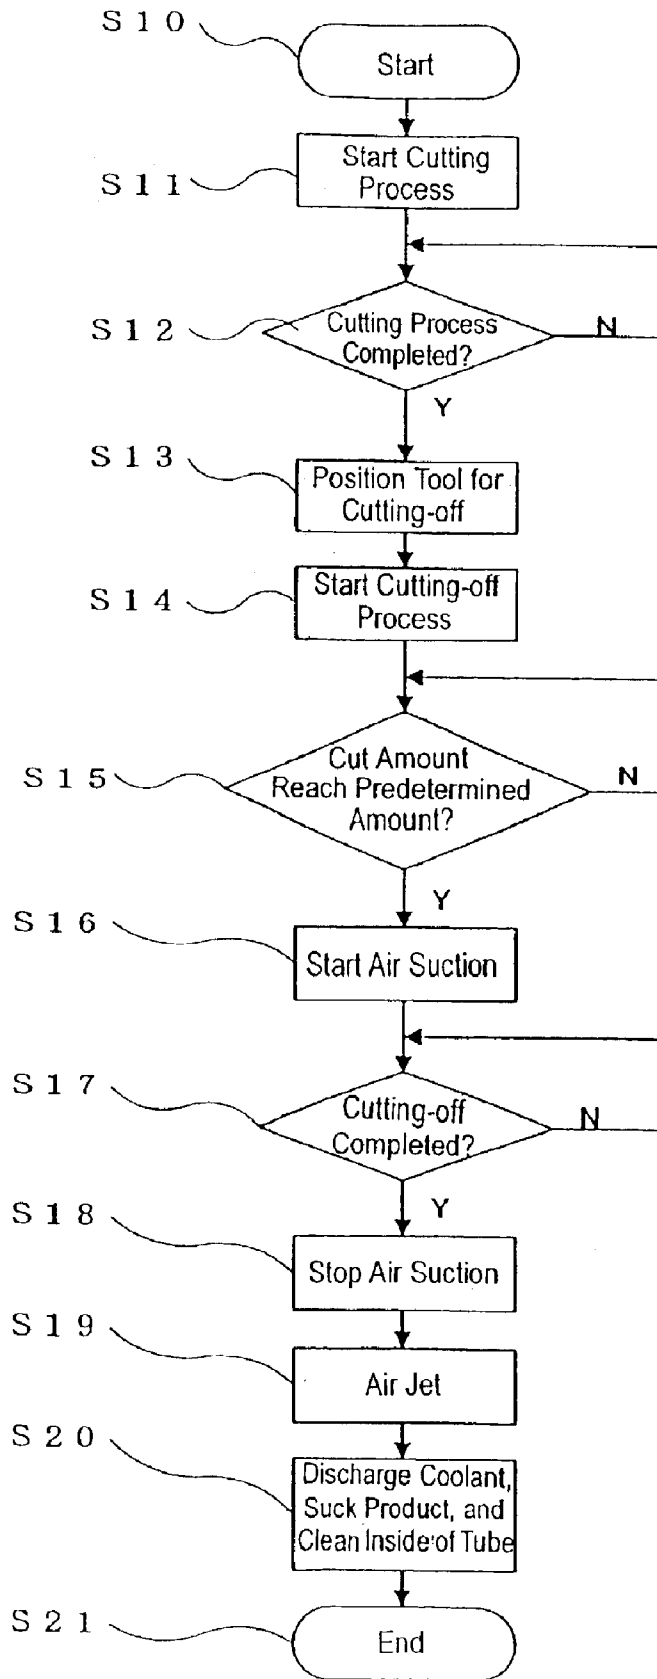 S10
Start
S11
Start Cutting
Process
S12
Cutting Process
Completed?
N
Y
S13
Position Tool for
Cutting-off
S14
Start Cutting-off
Process
S15
Cut Amount
Reach Predetermined
Amount?
N
Y
S16
Start Air Suction
S17
Cutting-off
Completed?
N
Y
S18
Stop Air Suction
S19
Air Jet
S20
Discharge Coolant,
Suck Product, and
Clean Inside of Tube
S21
End